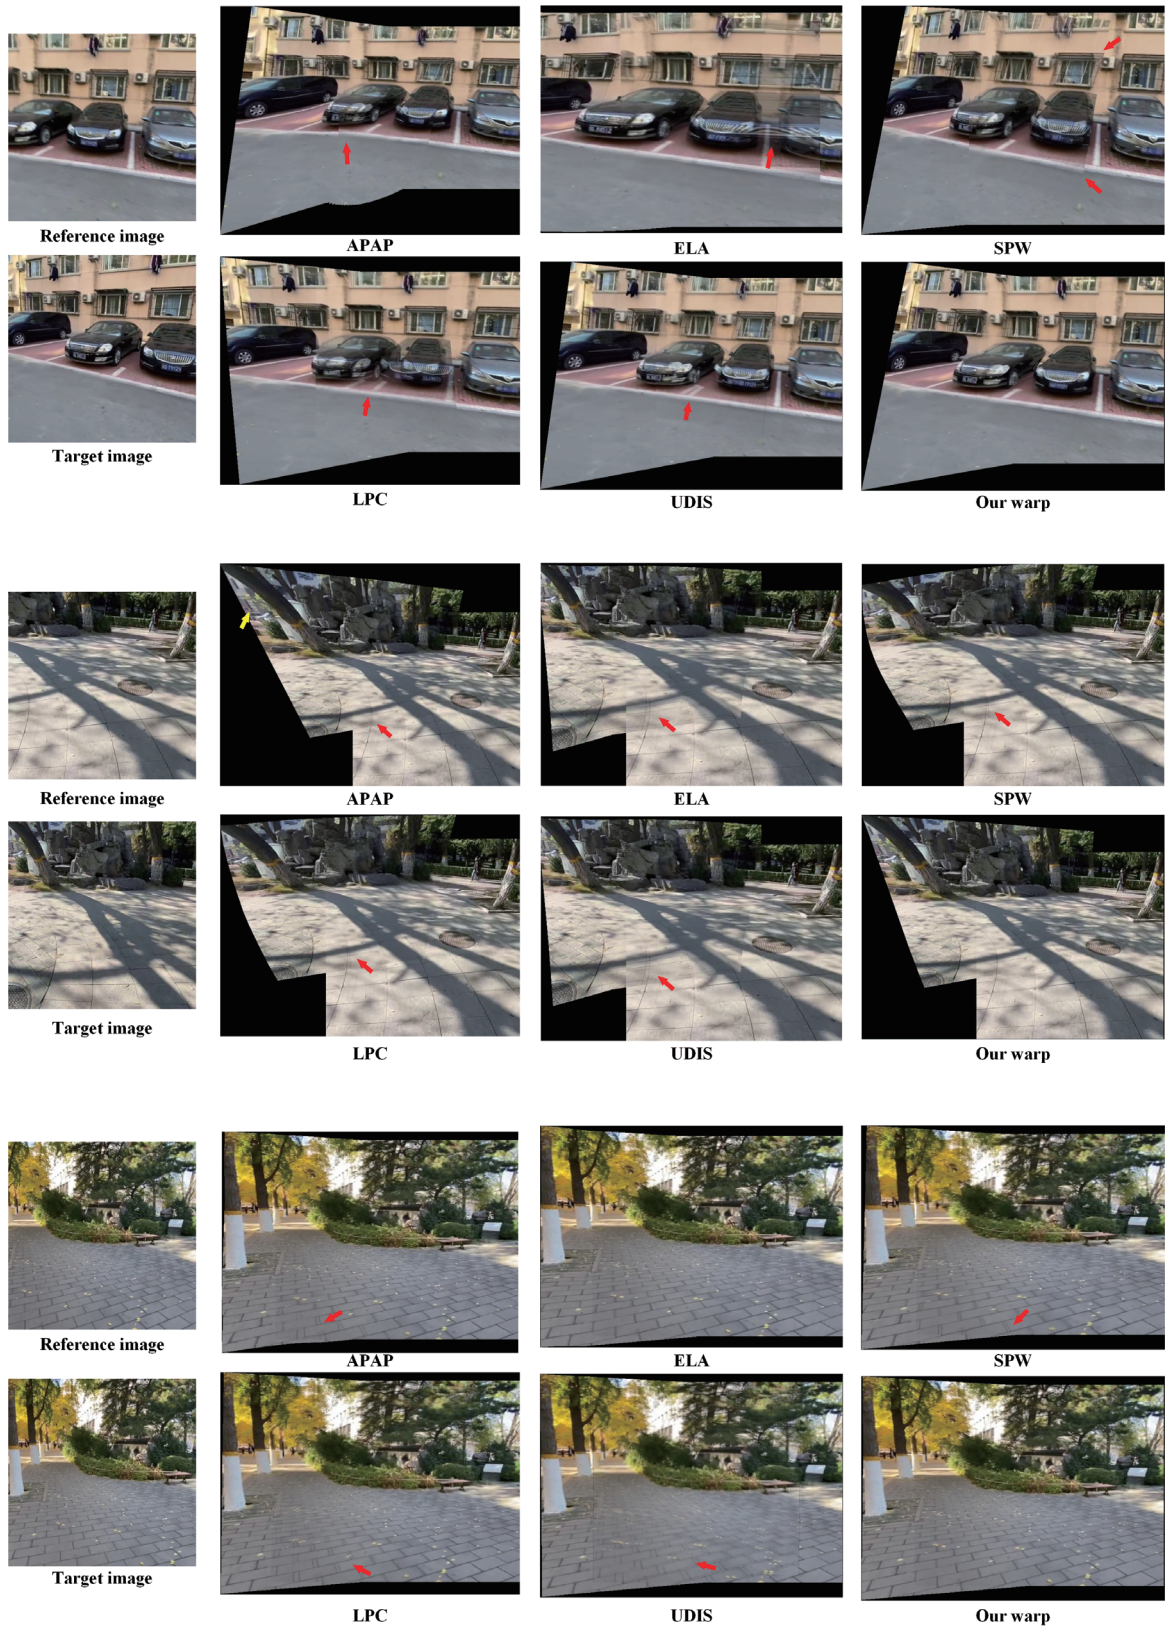 Reference image
APAP
ELA
SPW
Target image
LPC
UDIS
Our warp
Reference image
APAP
ELA
SPW
Target image
LPC
UDIS
Our warp
Reference image
APAP
ELA
SPW
Target image
LPC
UDIS
Our warp